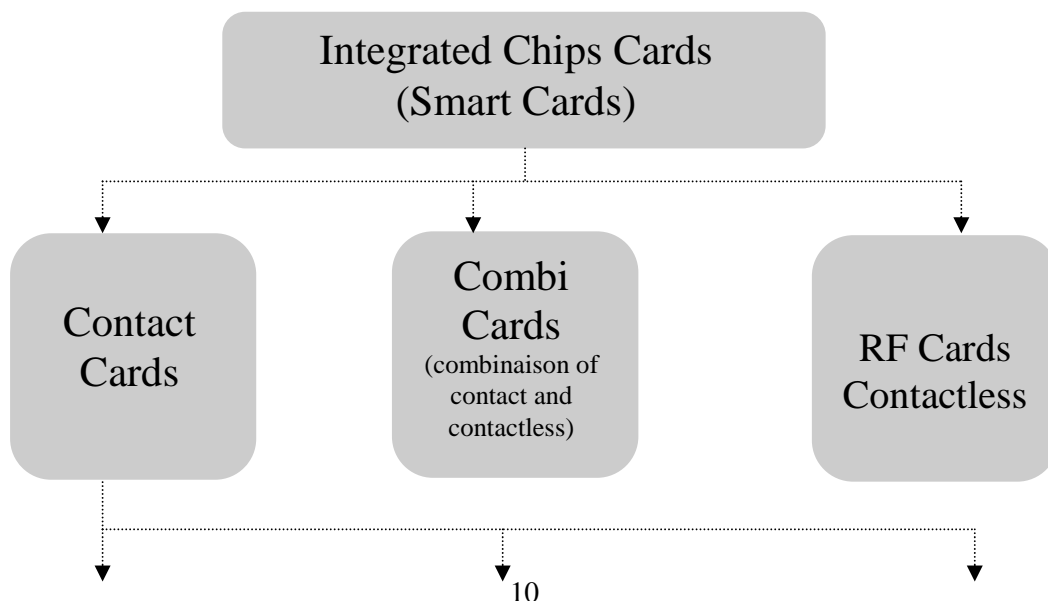 Integrated Chips Cards
(Smart Cards)
Contact
Cards
Combi
Cards
(combinaison of
contact and
contactless)
RF Cards
Contactless
10